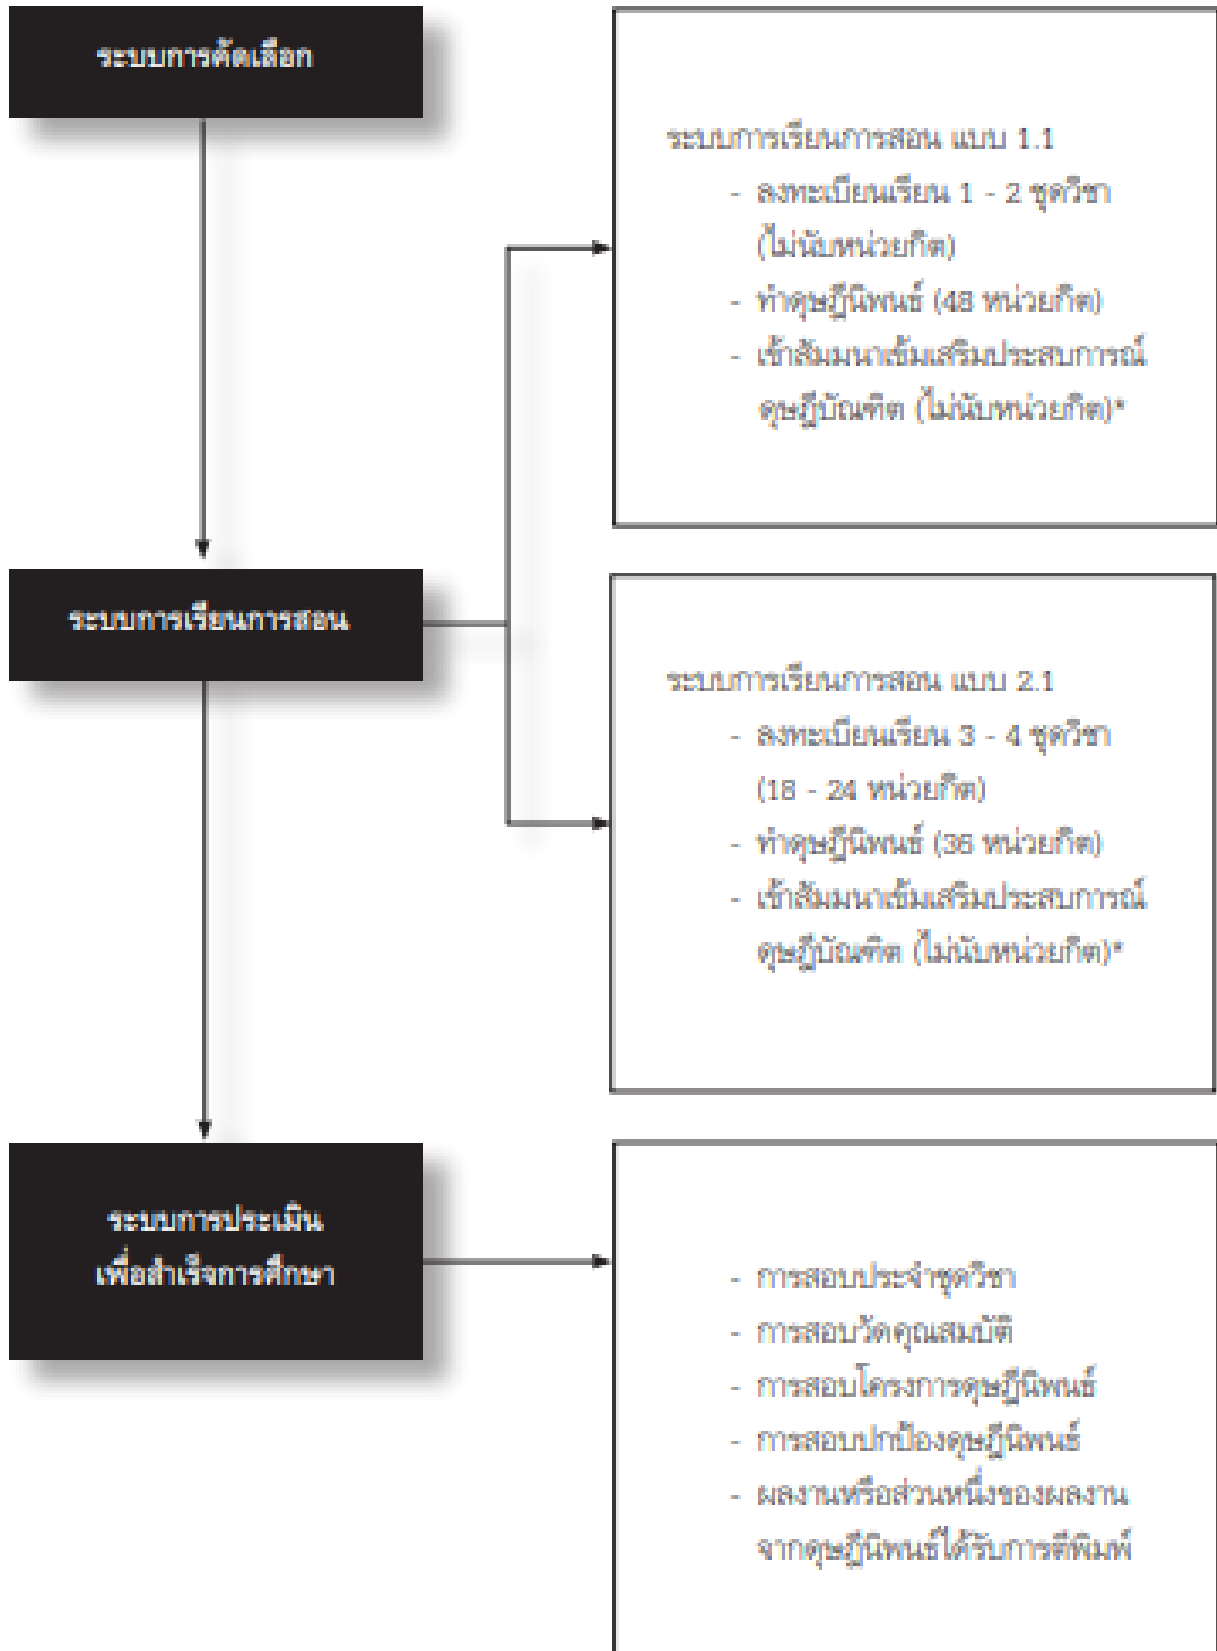 ระบบการคัดเลือก
ระบบการเรียนการสอน แบบ 1.1
- ลงทะเบียนเรียน 1 - 2 ชุดวิชา
(ไม่นับหน่วยกิต)
- ทำดุษฎีนิพนธ์ (48 หน่วยกิต)
- เข้าสัมมนาเข้มเสริมประสบการณ์
ดุษฎีบัณฑิต (ไม่นับหน่วยกิต)*
ระบบการเรียนการสอน
ระบบการเรียนการสอน แบบ 2.1
- ลงทะเบียนเรียน 3 - 4 ชุดวิชา
(18 - 24 หน่วยกิต)
- ทำดุษฎีนิพนธ์ (36 หน่วยกิต)
- เข้าสัมมนาเข้มเสริมประสบการณ์
ดุษฎีบัณฑิต (ไม่นับหน่วยกิต)*
ระบบการประเมิน
เพื่อสำเร็จการศึกษา
- การสอบประจำชุดวิชา
- การสอบวัดคุณสมบัติ
- การสอบโครงการดุษฎีนิพนธ์
- การสอบปกป้องดุษฎีนิพนธ์
- ผลงานหรือส่วนหนึ่งของผลงาน
จากดุษฎีนิพนธ์ได้รับการตีพิมพ์